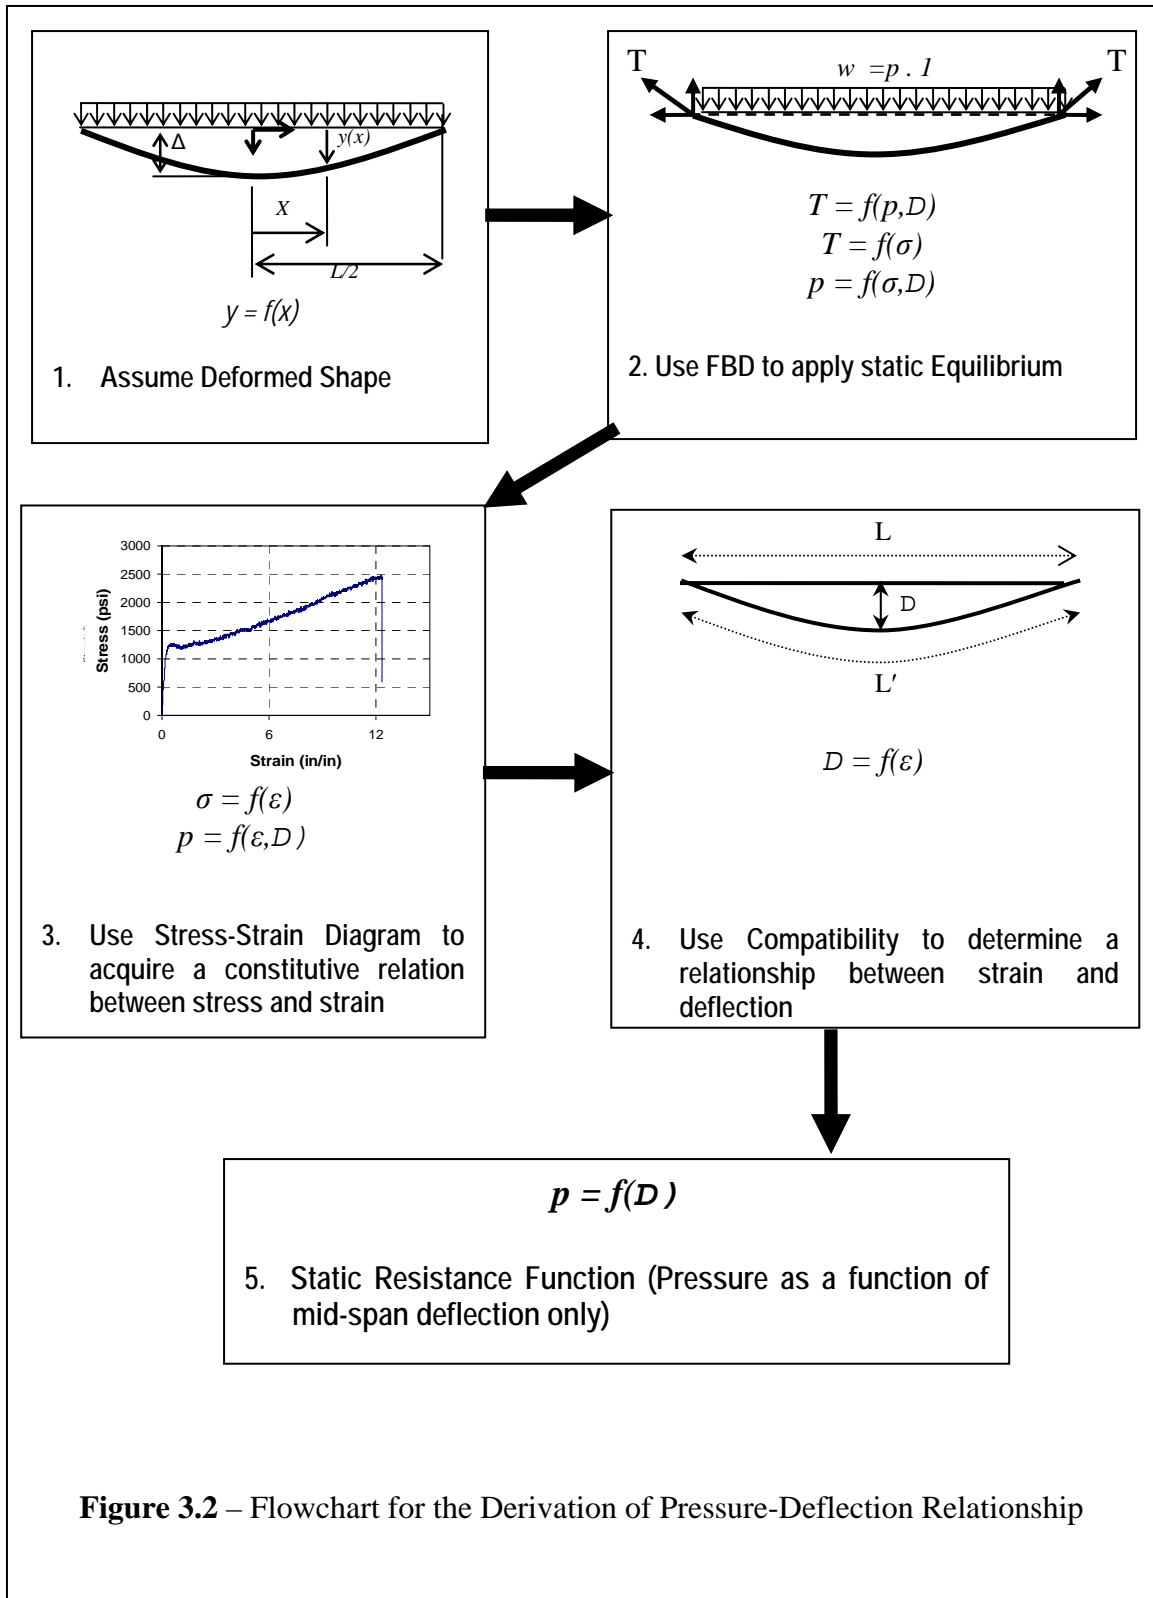 Δ
y(x)
X
L/2
y = f(x)
1. Assume Deformed Shape
T
w =p . 1
T
T = f(p,D)
T = f(σ)
p = f(σ,D)
2. Use FBD to apply static Equilibrium
3000
2500
2000
1500
1000
500
0
Stress (psi)
0 6 12
Strain (in/in)
σ = f(ε)
p = f(ε,D)
3. Use Stress-Strain Diagram to
acquire a constitutive relation
between stress and strain
L
D
L′
D = f(ε)
4. Use Compatibility to determine a
relationship between strain and
deflection
p = f(D)
5. Static Resistance Function (Pressure as a function of
mid-span deflection only)
Figure 3.2 – Flowchart for the Derivation of Pressure-Deflection Relationship